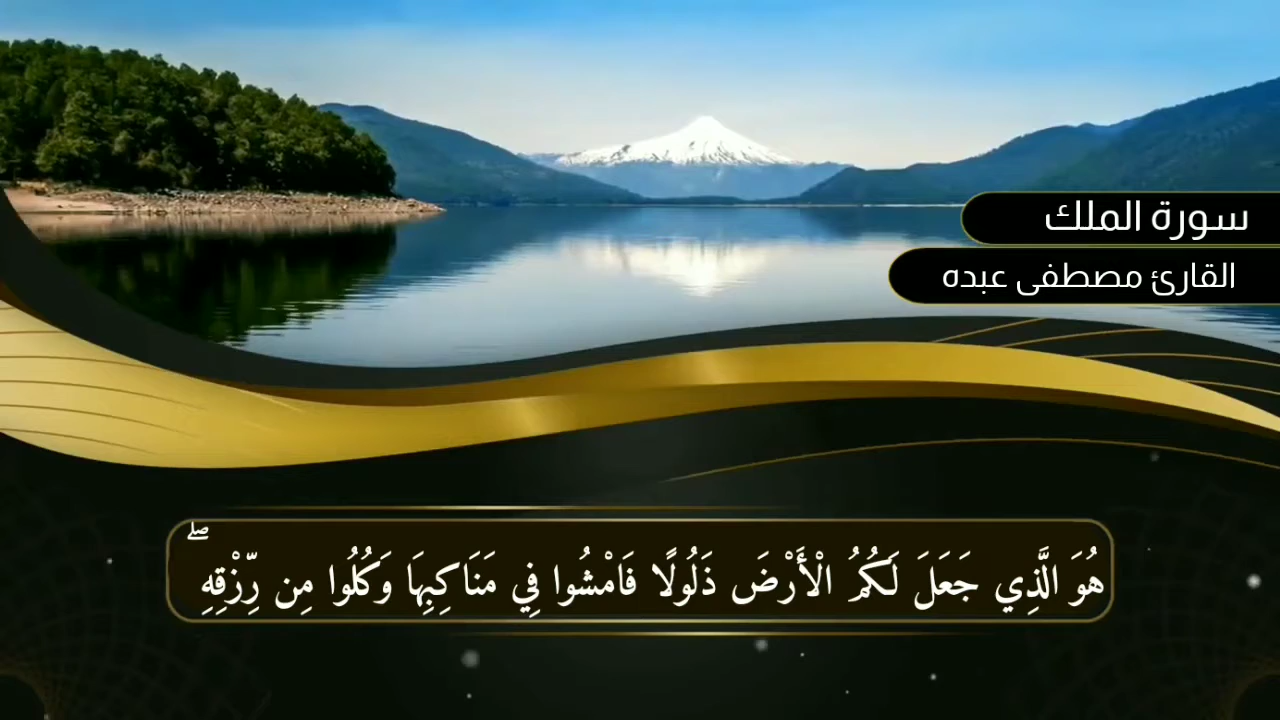 سورة الملك
القارئ مصطفى عبده
هُوَ الَّذِي جَعَلَ لَكُمُ الْأَرْضَ ذَلُولًا فَامْشُوا فِي مَنَاكِبِهَا وَكُلُوا مِن رِّزْقِهِ ۖ